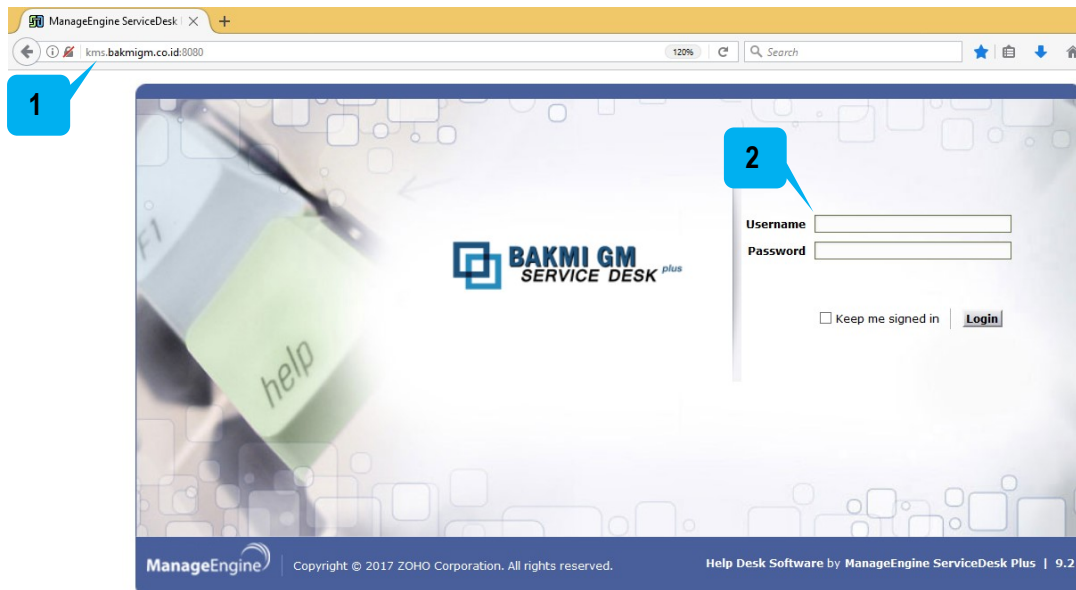 ManageEngine ServiceDesk
kms.bakmigm.co.id:8080
120%
Search
1
2
F1
help
BAKMI GM
SERVICE DESK plus
Username
Password
Keep me signed in
Login
ManageEngine
Copyright © 2017 ZOHO Corporation. All rights reserved.
Help Desk Software by ManageEngine ServiceDesk Plus | 9.2